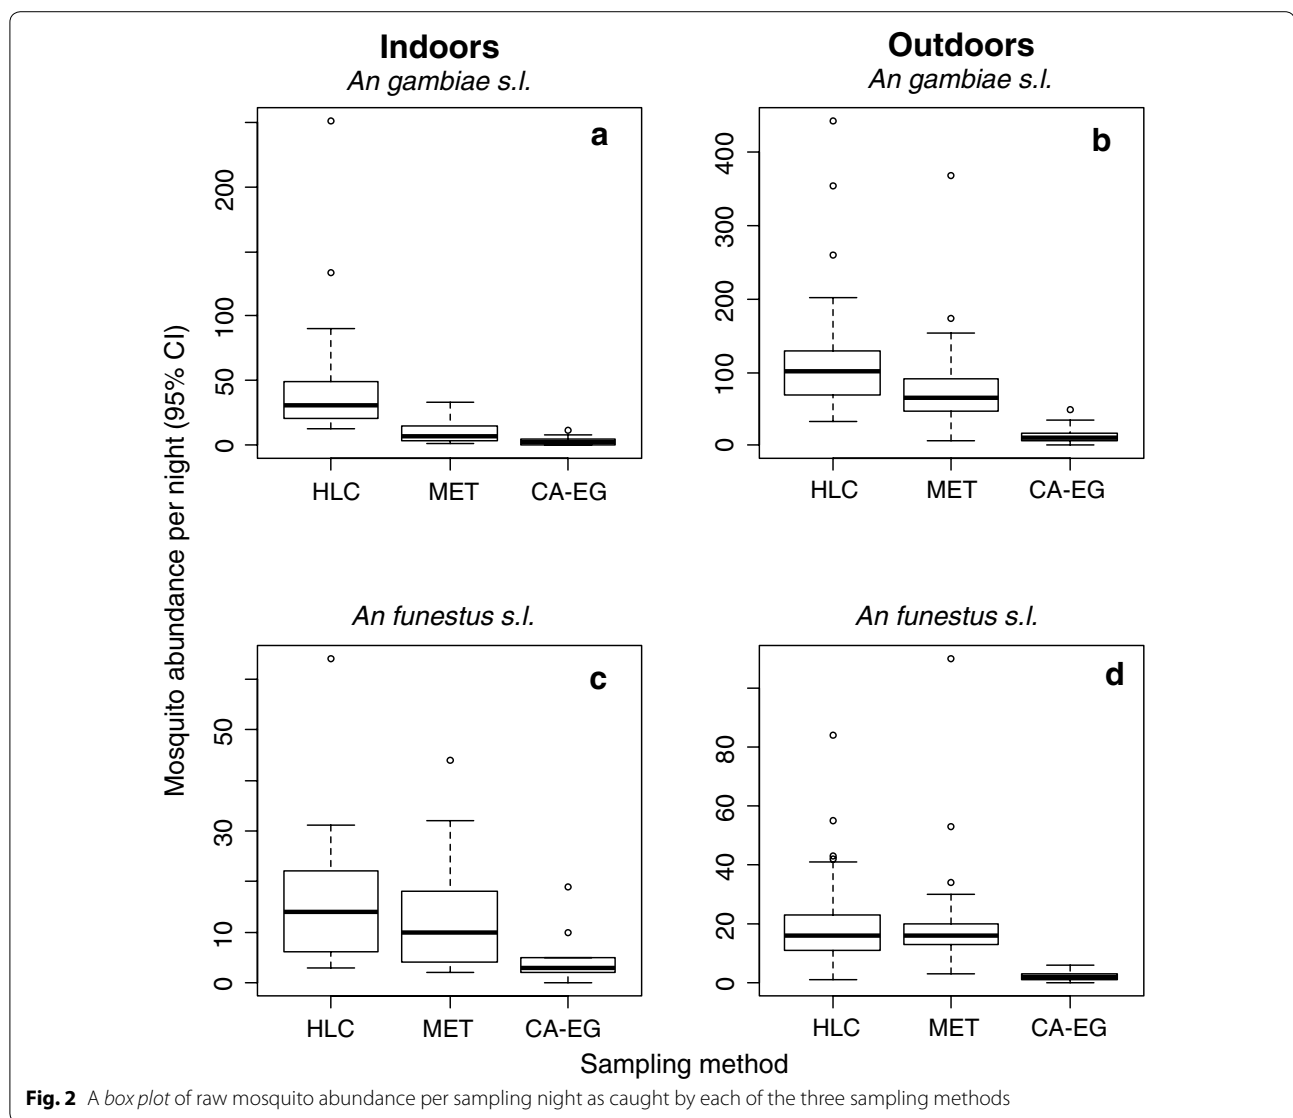 Indoors
Outdoors
An gambiae s.l.
An gambiae s.l.
Mosquito abundance per night (95% CI)
a
200
100
50
0
HLC MET CA-EG
b
400
300
200
100
0
HLC MET CA-EG
An funestus s.l.
An funestus s.l.
c
50
30
10
0
HLC MET CA-EG
d
80
60
40
20
0
HLC MET CA-EG
Sampling method
Fig. 2 A box plot of raw mosquito abundance per sampling night as caught by each of the three sampling methods